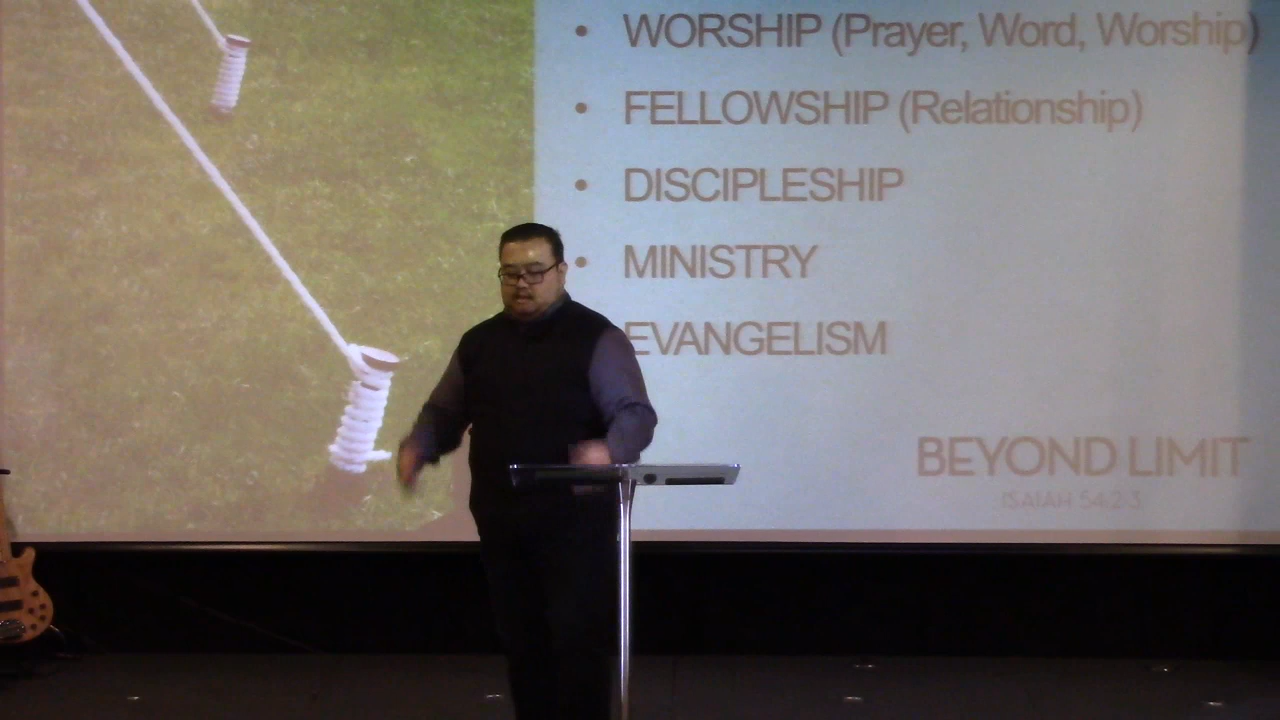 • WORSHIP (Prayer, Word, Worship)
• FELLOWSHIP (Relationship)
• DISCIPLESHIP
• MINISTRY
EVANGELISM
BEYOND LIMIT
ISAIAH 54:2-3